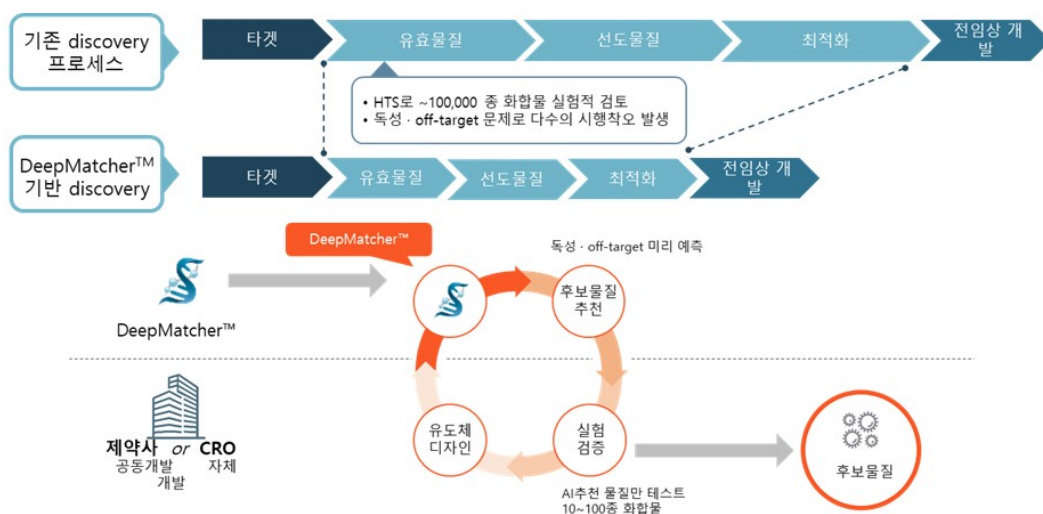 기존 discovery
프로세스
타겟
유효물질
선도물질
최적화
전임상 개
발
• HTS로 ~100,000 종 화합물 실험적 검토
• 독성 · off-target 문제로 다수의 시행착오 발생
DeepMatcher™
기반 discovery
타겟
유효물질
선도물질
최적화
전임상 개
발
DeepMatcher™
독성 · off-target 미리 예측
후보물질
추천
DeepMatcher™
제약사 or CRO
공동개발 자체
개발
유도체
디자인
실험
검증
후보물질
AI추천 물질만 테스트
10~100종 화합물